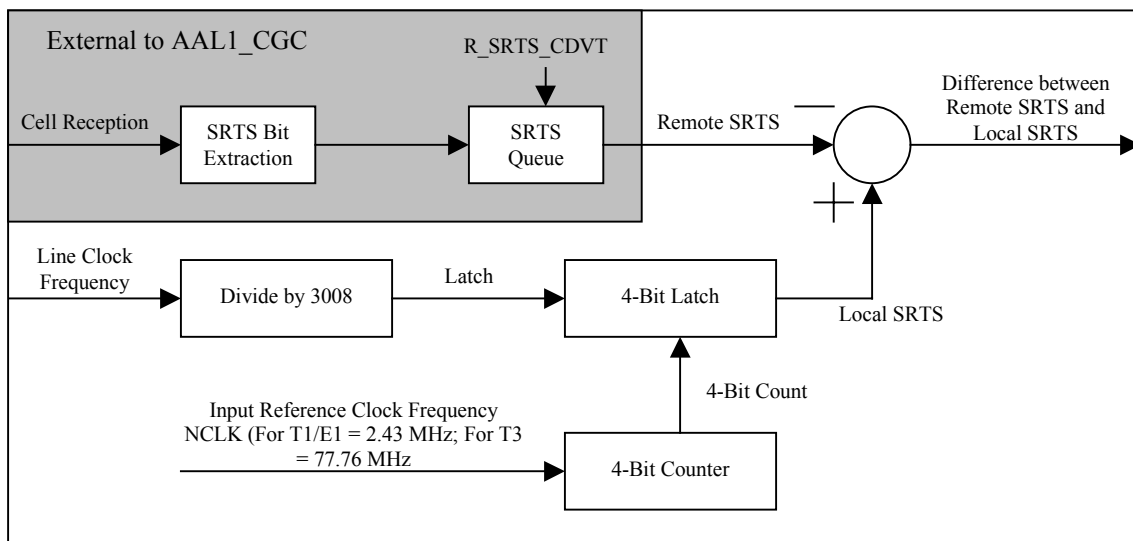 External to AAL1_CGC
R_SRTS_CDVT
Cell Reception
SRTS Bit
Extraction
SRTS
Queue
Remote SRTS
Difference between
Remote SRTS and
Local SRTS
Line Clock
Frequency
Divide by 3008
Latch
4-Bit Latch
Local SRTS
4-Bit Count
Input Reference Clock Frequency
NCLK (For T1/E1 = 2.43 MHz; For T3
= 77.76 MHz
4-Bit Counter